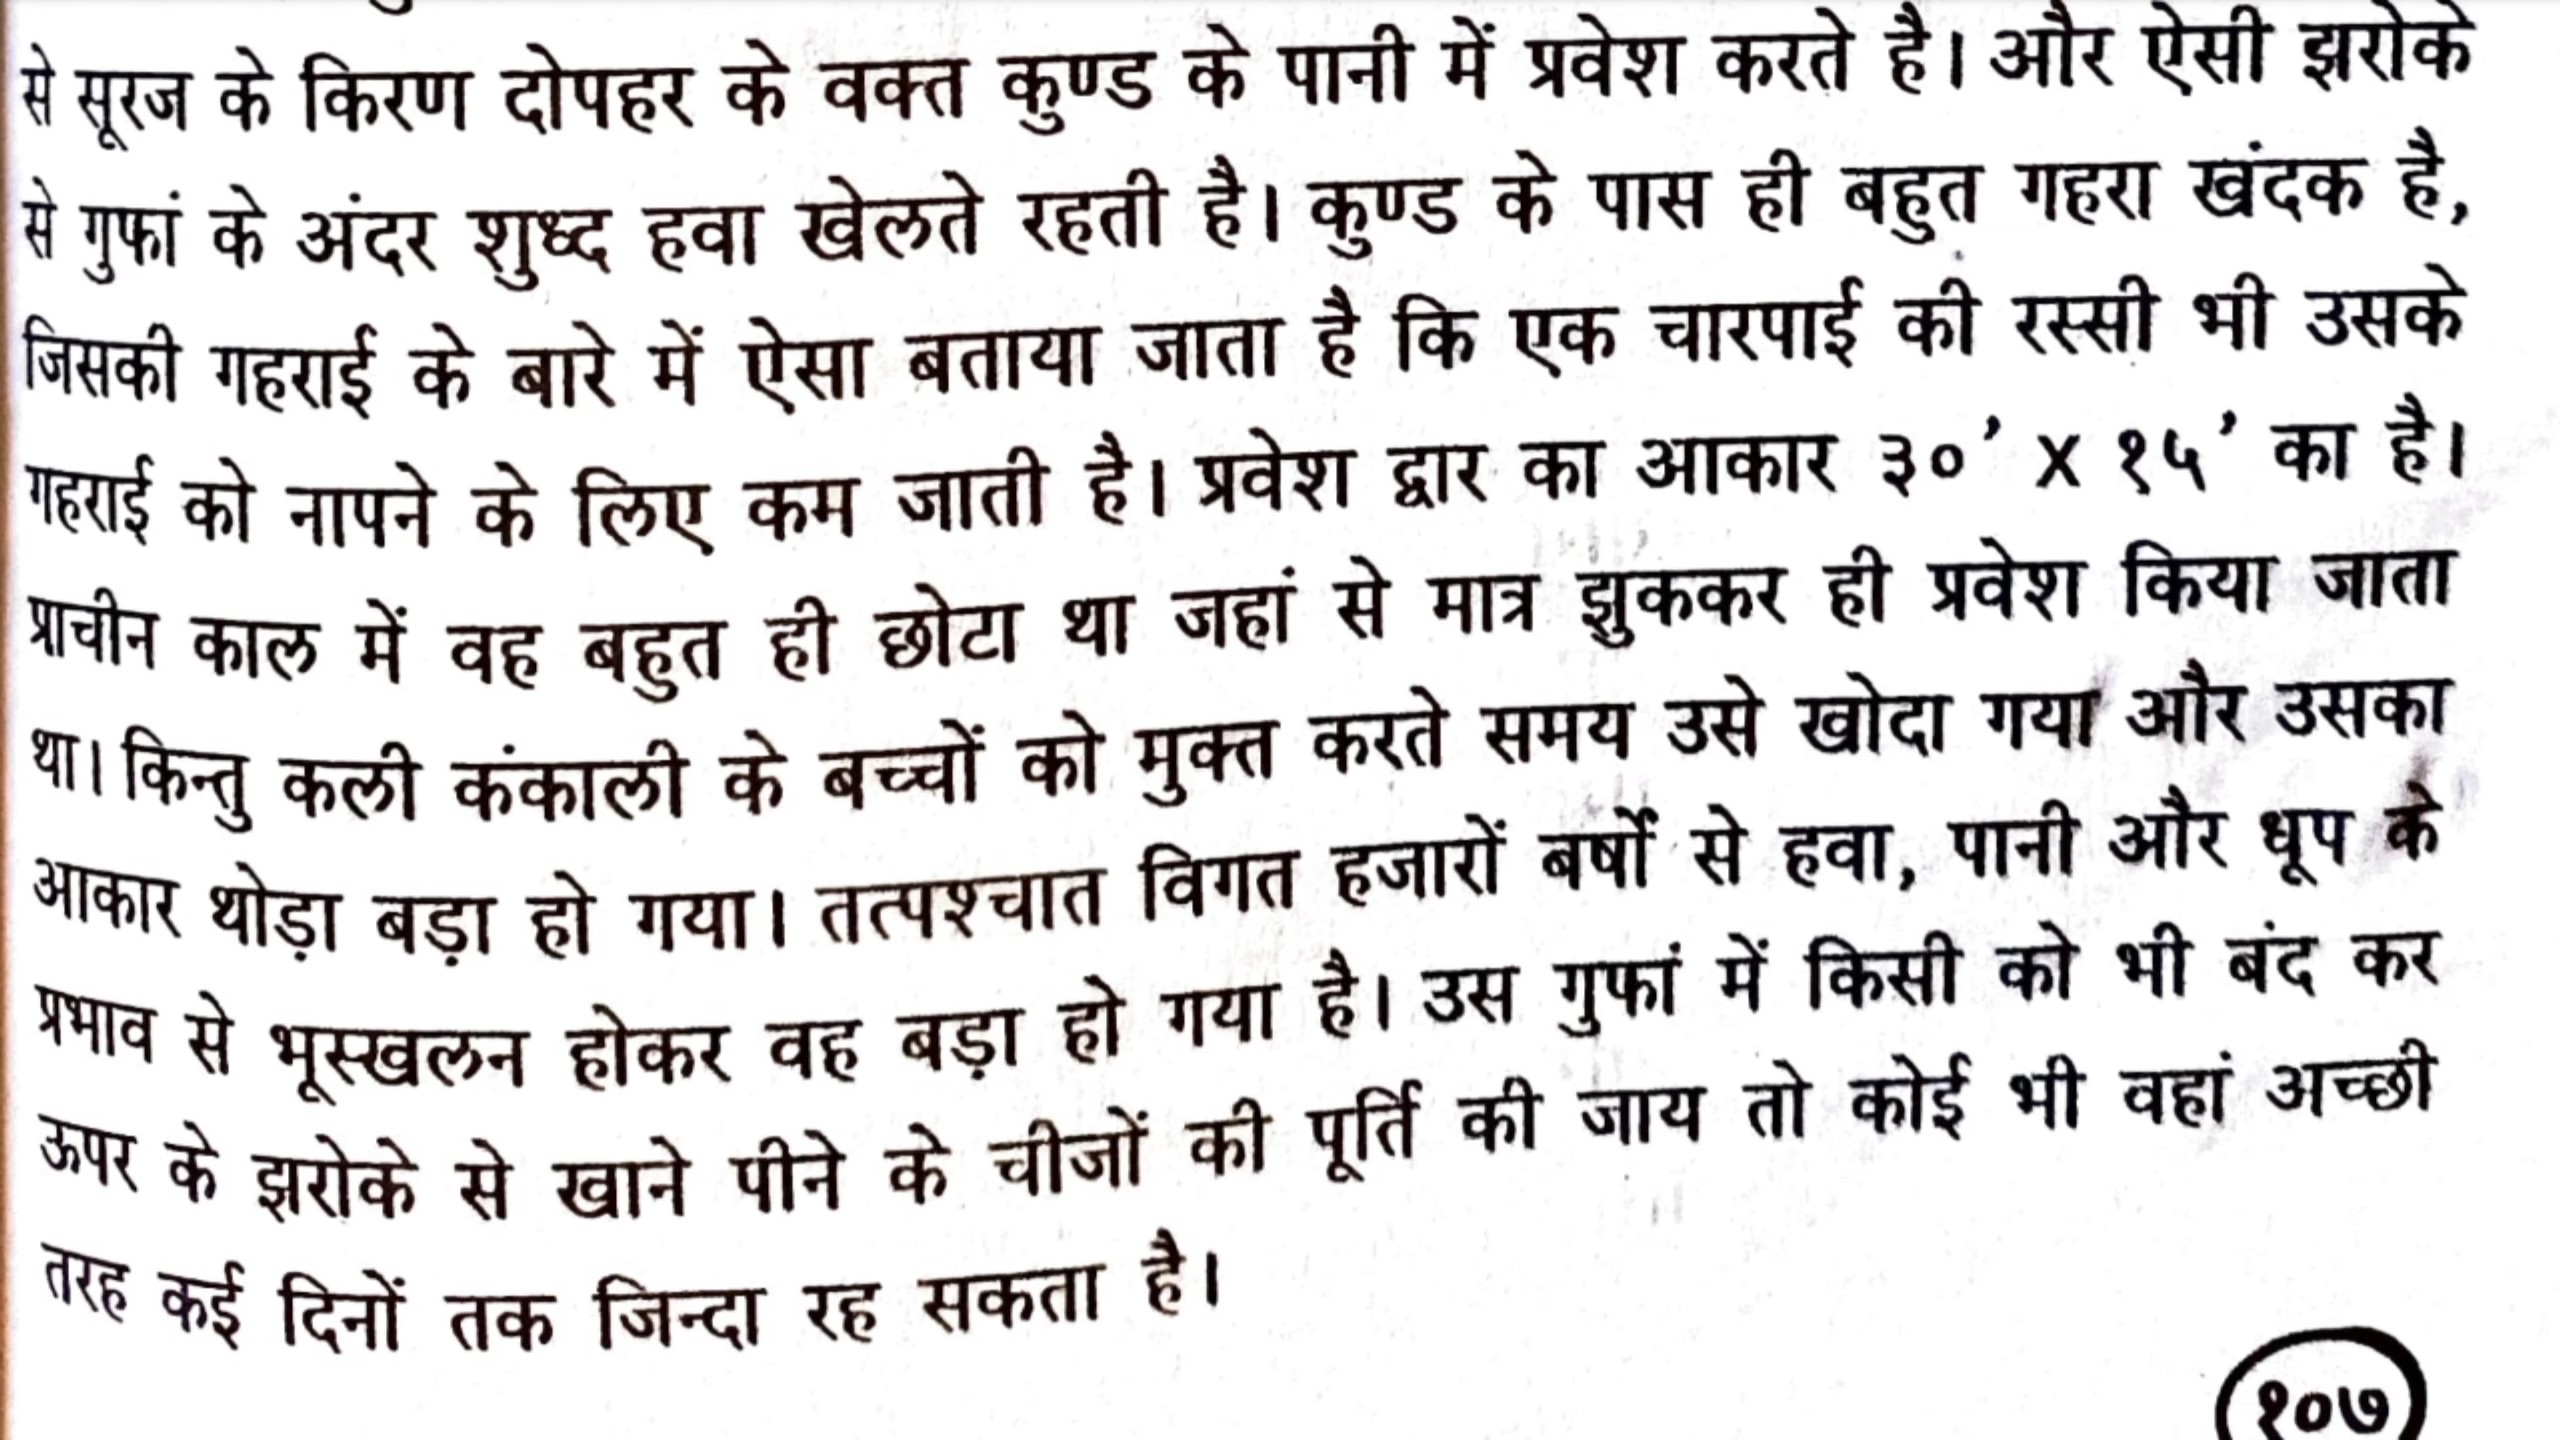 से सूरज के किरण दोपहर के वक्त कुण्ड के पानी में प्रवेश करते है। और ऐसी झरोके
से गुफां के अंदर शुध्द हवा खेलते रहती है। कुण्ड के पास ही बहुत गहरा खंदक है,
जिसकी गहराई के बारे में ऐसा बताया जाता है कि एक चारपाई की रस्सी भी उसके
गहराई को नापने के लिए कम जाती है। प्रवेश द्वार का आकार ३०’ X १५’ का है।
प्राचीन काल में वह बहुत ही छोटा था जहां से मात्र झुककर ही प्रवेश किया जाता
था। किन्तु कली कंकाली के बच्चों को मुक्त करते समय उसे खोदा गया और उसका
आकार थोड़ा बड़ा हो गया। तत्पश्चात विगत हजारों बर्षों से हवा, पानी और धूप के
प्रभाव से भूस्खलन होकर वह बड़ा हो गया है। उस गुफां में किसी को भी बंद कर
ऊपर के झरोके से खाने पीने के चीजों की पूर्ति की जाय तो कोई भी वहां अच्छी
तरह कई दिनों तक जिन्दा रह सकता है।
१०७